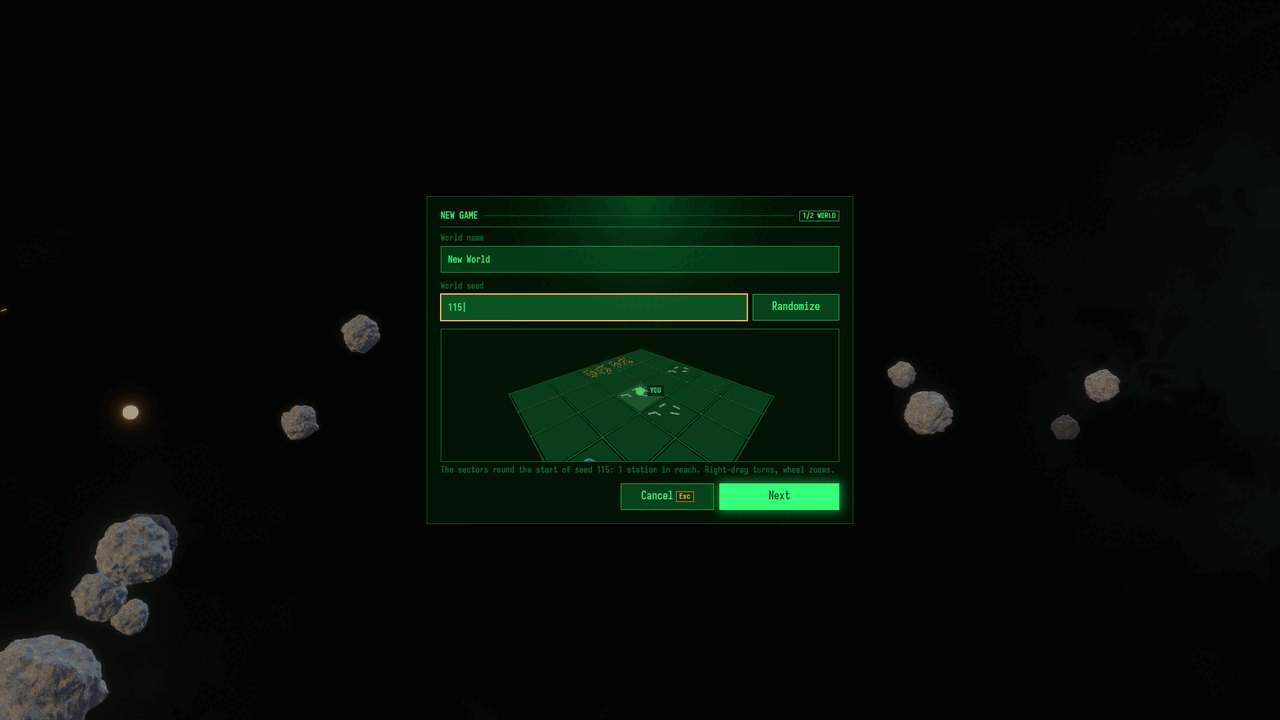 NEW GAME
1/2 WORLD
World name
New World
World seed
115
Randomize
YOU
The sectors round the start of seed 115: 1 station in reach. Right-drag turns, wheel zooms.
Cancel Esc
Next